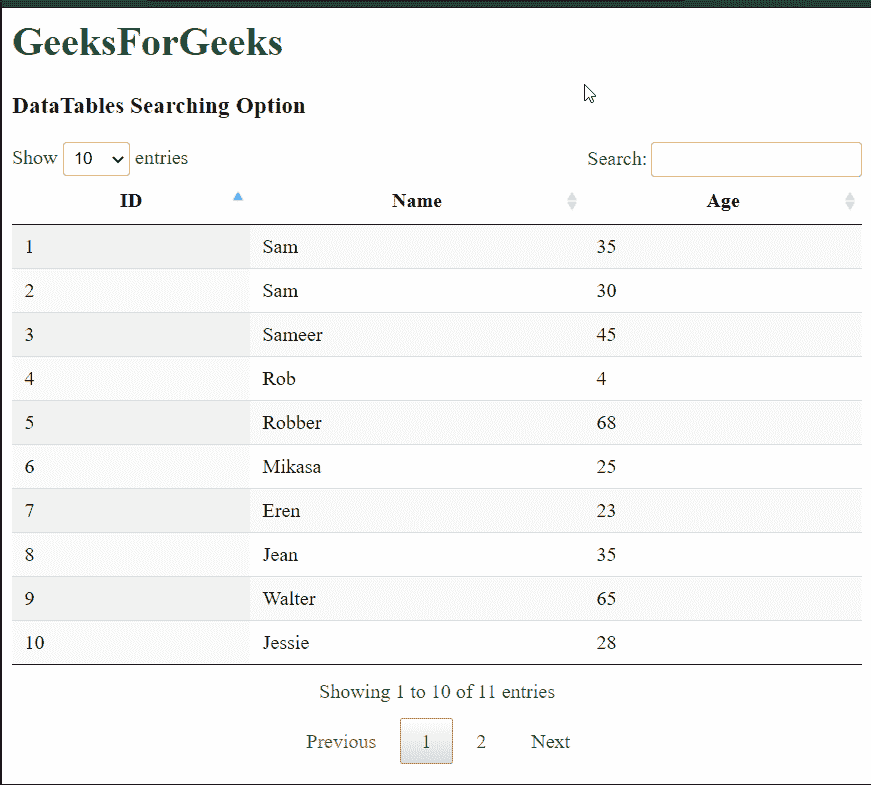 GeeksForGeeks
DataTables Searching Option
Show 10 entries Search:
ID Name Age
1 Sam 35
2 Sam 30
3 Sameer 45
4 Rob 4
5 Robber 68
6 Mikasa 25
7 Eren 23
8 Jean 35
9 Walter 65
10 Jessie 28
Showing 1 to 10 of 11 entries
Previous 1 2 Next